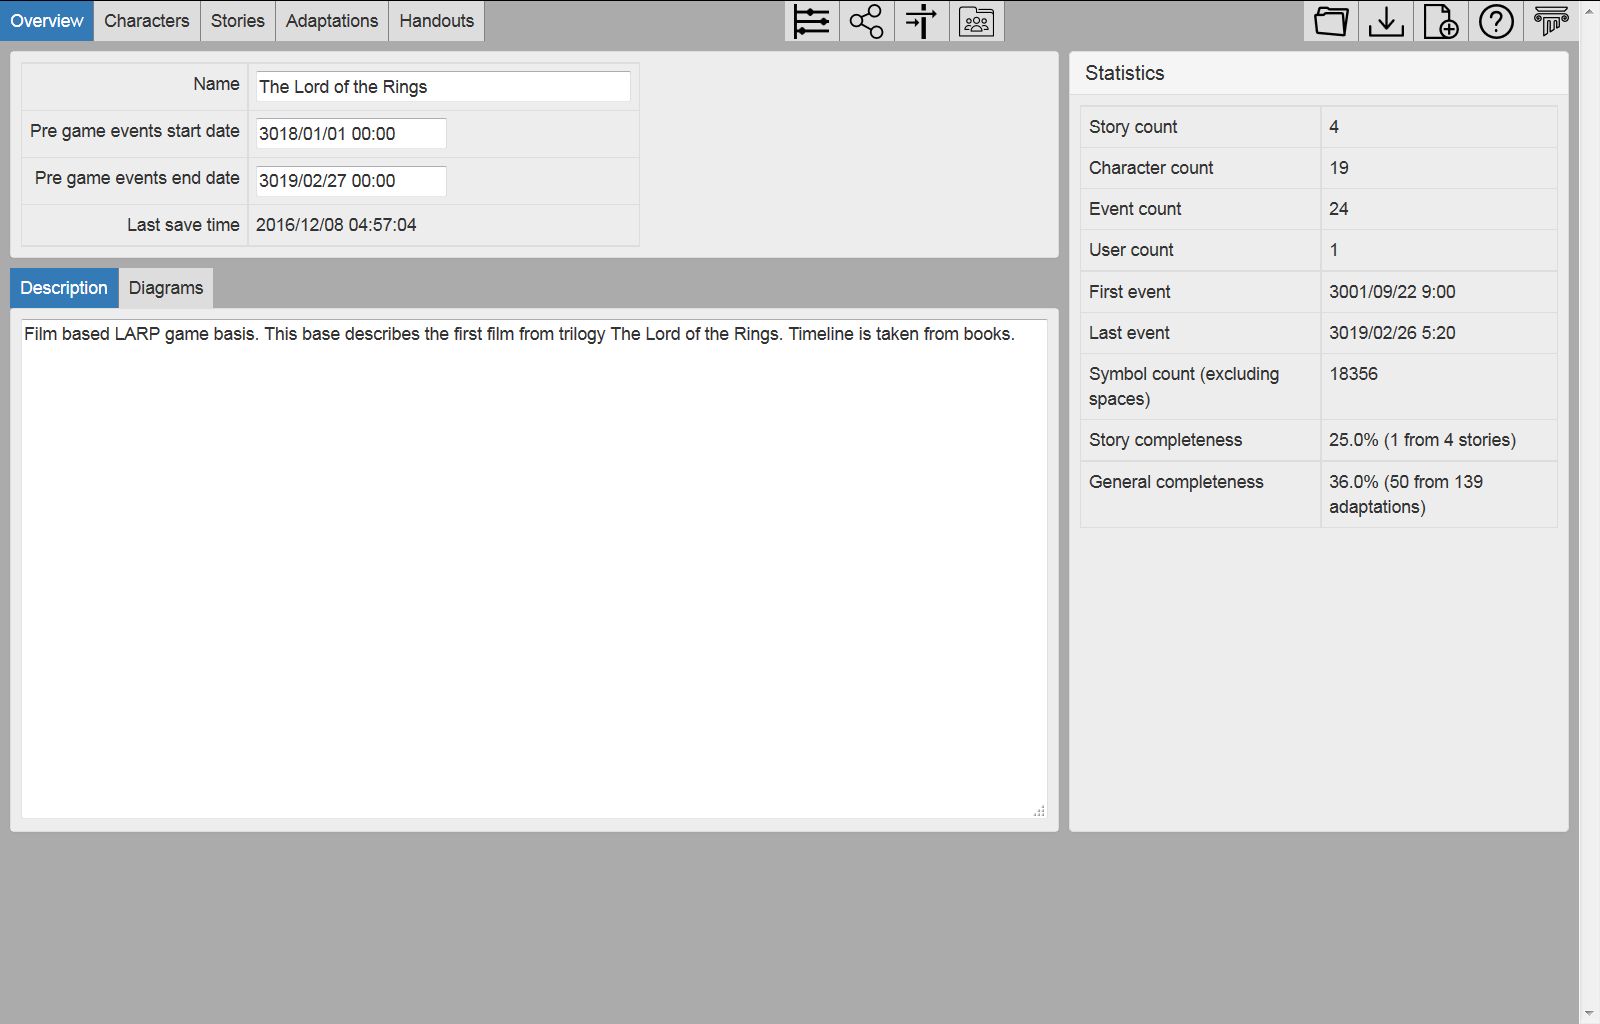 Overview Characters Stories Adaptations Handouts
Name The Lord of the Rings
Pre game events start date 3018/01/01 00:00
Pre game events end date 3019/02/27 00:00
Last save time 2016/12/08 04:57:04
Description Diagrams
Film based LARP game basis. This base describes the first film from trilogy The Lord of the Rings. Timeline is taken from books.
Statistics
Story count 4
Character count 19
Event count 24
User count 1
First event 3001/09/22 9:00
Last event 3019/02/26 5:20
Symbol count (excluding 18356
spaces)
Story completeness 25.0% (1 from 4 stories)
General completeness 36.0% (50 from 139
adaptations)